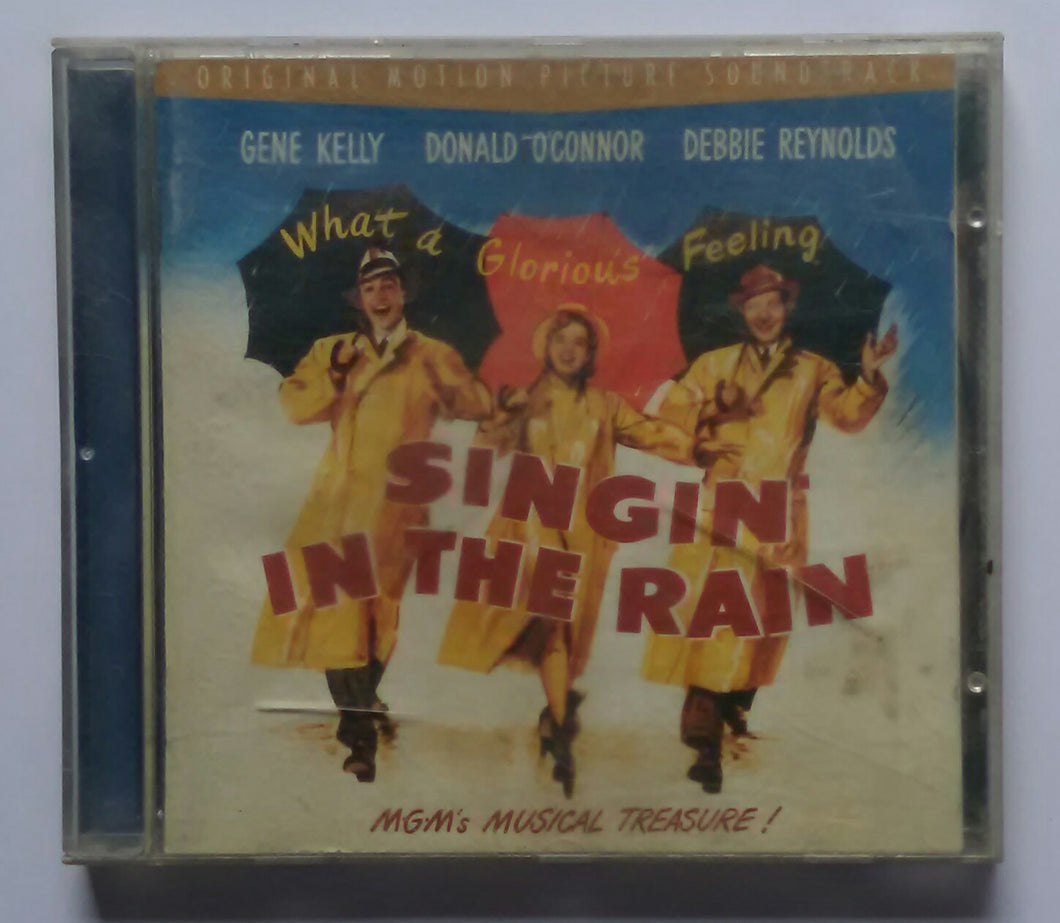 ORIGINAL MOTION PICTURE SOUNDTRACK
GENE KELLY DONALD O'CONNOR DEBBIE REYNOLDS
What a Glorious Feeling
SINGIN'
IN THE RAIN
M-G-M's MUSICAL TREASURE!